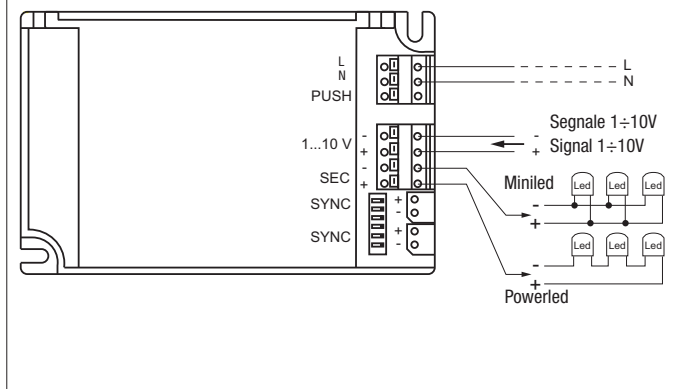 L
N
PUSH
1...10 V
-
+
SEC
-
+
SYNC
+
-
SYNC
+
-
L
N
- Segnale 1÷10V
+ Signal 1÷10V
Miniled
Led Led Led
-
+
Led Led Led
-
+
Powerled